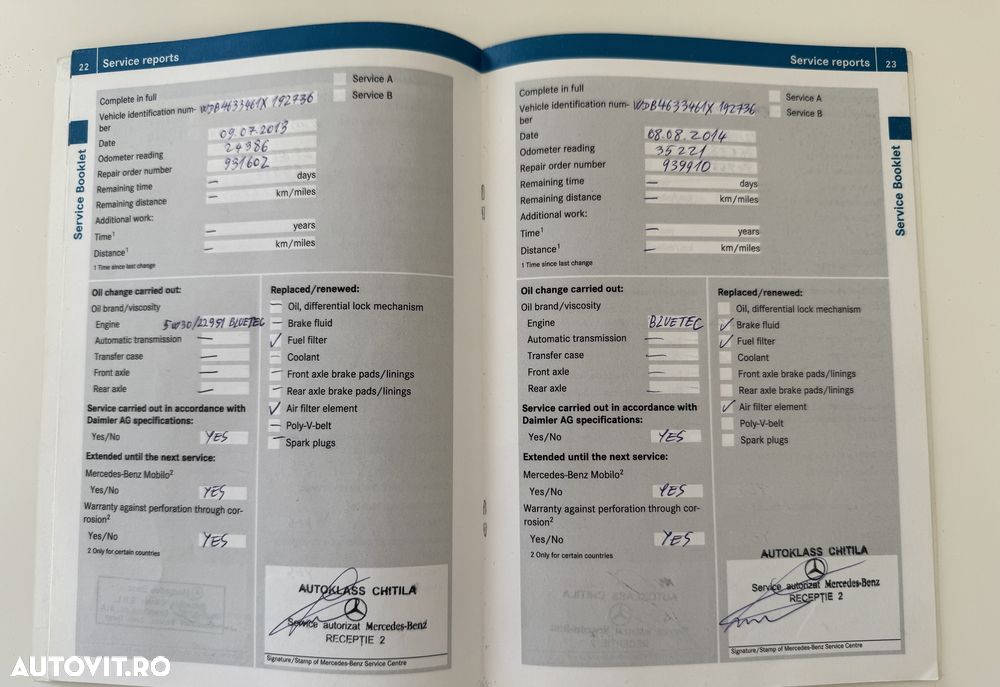 22 Service reports
Complete in full
Service A
Service B
Vehicle identification num- WDB4633461X 192736
ber
Date 09.07.2013
Odometer reading 24386
Repair order number 931602
Remaining time — days
Remaining distance — km/miles
Additional work:
Time¹ — years
Distance¹ — km/miles
1 Time since last change
Service Booklet
Oil change carried out:
Oil brand/viscosity
Engine 5W30/22951 BLUETEC
Automatic transmission —
Transfer case —
Front axle —
Rear axle —
Service carried out in accordance with
Daimler AG specifications:
Yes/No YES
Extended until the next service:
Mercedes-Benz Mobilo²
Yes/No YES
Warranty against perforation through cor-
rosion²
Yes/No YES
2 Only for certain countries
Replaced/renewed:
— Oil, differential lock mechanism
— Brake fluid
✓ Fuel filter
— Coolant
— Front axle brake pads/linings
— Rear axle brake pads/linings
✓ Air filter element
— Poly-V-belt
— Spark plugs
AUTOKLASS CHITILA
Service autorizat Mercedes-Benz
RECEPȚIE 2
Signature/Stamp of Mercedes-Benz Service Centre
Service reports 23
Complete in full
Service A
Service B
Vehicle identification num- WDB4633461X 192736
ber
Date 08.08.2014
Odometer reading 35221
Repair order number 939910
Remaining time — days
Remaining distance — km/miles
Additional work:
Time¹ — years
Distance¹ — km/miles
1 Time since last change
Service Booklet
Oil change carried out:
Oil brand/viscosity
Engine BLUETEC
Automatic transmission —
Transfer case —
Front axle —
Rear axle —
Service carried out in accordance with
Daimler AG specifications:
Yes/No YES
Extended until the next service:
Mercedes-Benz Mobilo²
Yes/No YES
Warranty against perforation through cor-
rosion²
Yes/No YES
2 Only for certain countries
Replaced/renewed:
Oil, differential lock mechanism
✓ Brake fluid
✓ Fuel filter
Coolant
Front axle brake pads/linings
Rear axle brake pads/linings
✓ Air filter element
Poly-V-belt
Spark plugs
AUTOKLASS CHITILA
Service autorizat Mercedes-Benz
RECEPȚIE 2
Signature/Stamp of Mercedes-Benz Service Centre
AUTOVIT.RO